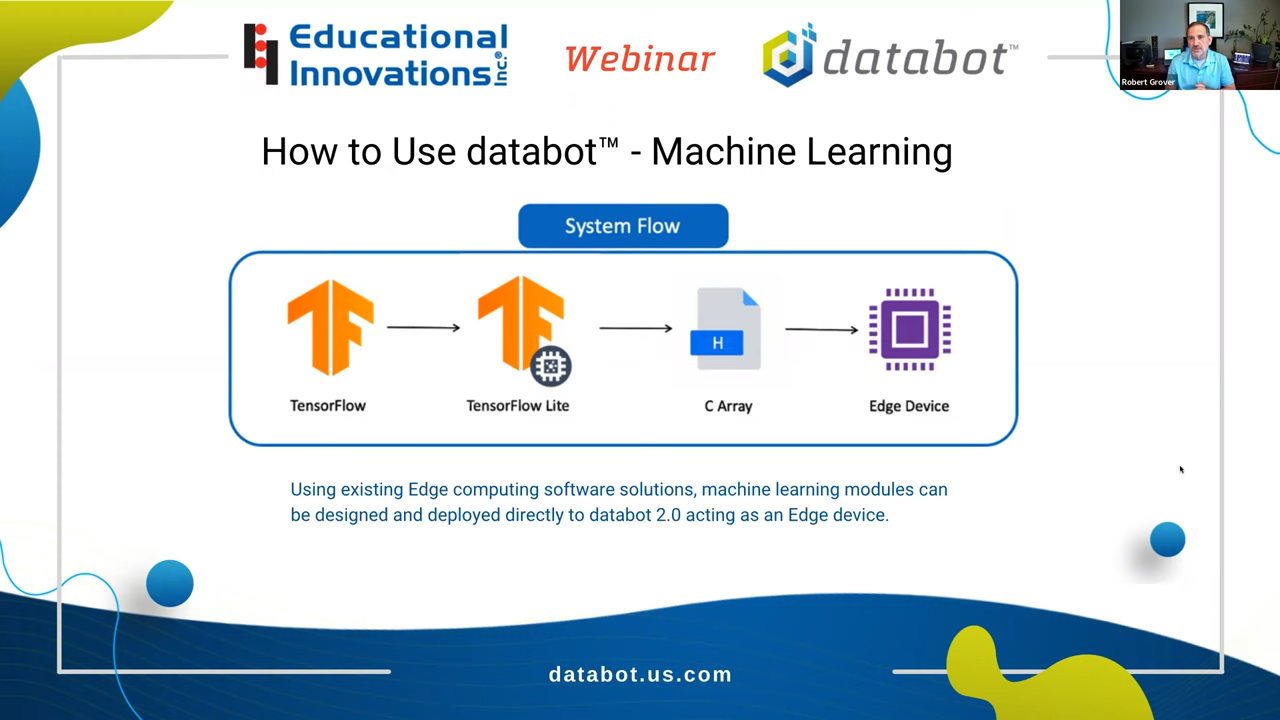 Educational
Innovations® Inc.
Webinar
databot™
Robert Grover
How to Use databot™ - Machine Learning
System Flow
H
TensorFlow
TensorFlow Lite
C Array
Edge Device
Using existing Edge computing software solutions, machine learning modules can
be designed and deployed directly to databot 2.0 acting as an Edge device.
databot.us.com